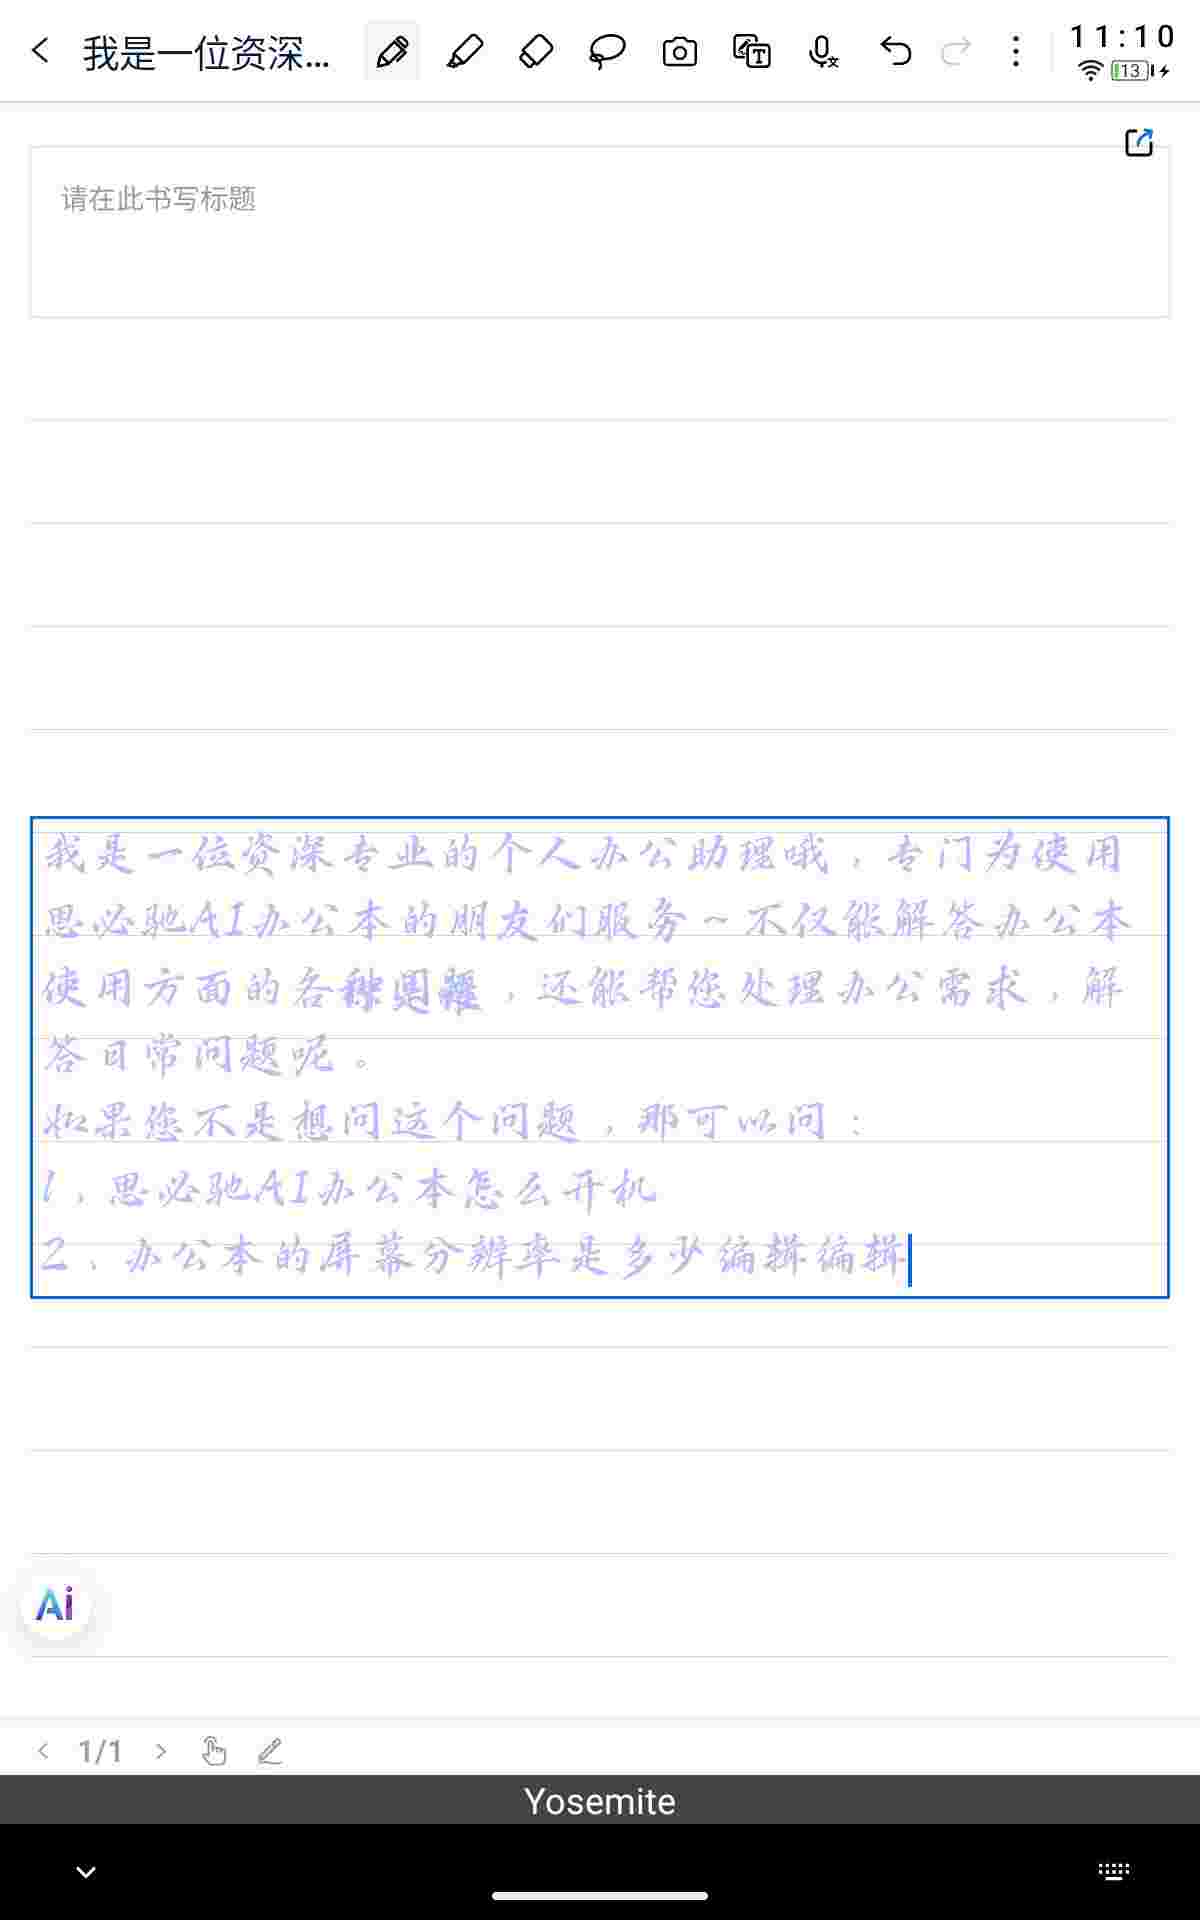 我是一位资深...
11:10
13
请在此书写标题
我是一位资深专业的个人办公助理哦，专门为使用
思必驰AI办公本的朋友们服务～不仅能解答办公本
使用方面的各种问题，还能帮您处理办公需求，解
答日常问题呢。
如果您不是想问这个问题，那可以问：
1、思必驰AI办公本怎么开机
2、办公本的屏幕分辨率是多少编辑编辑
Ai
1/1
Yosemite